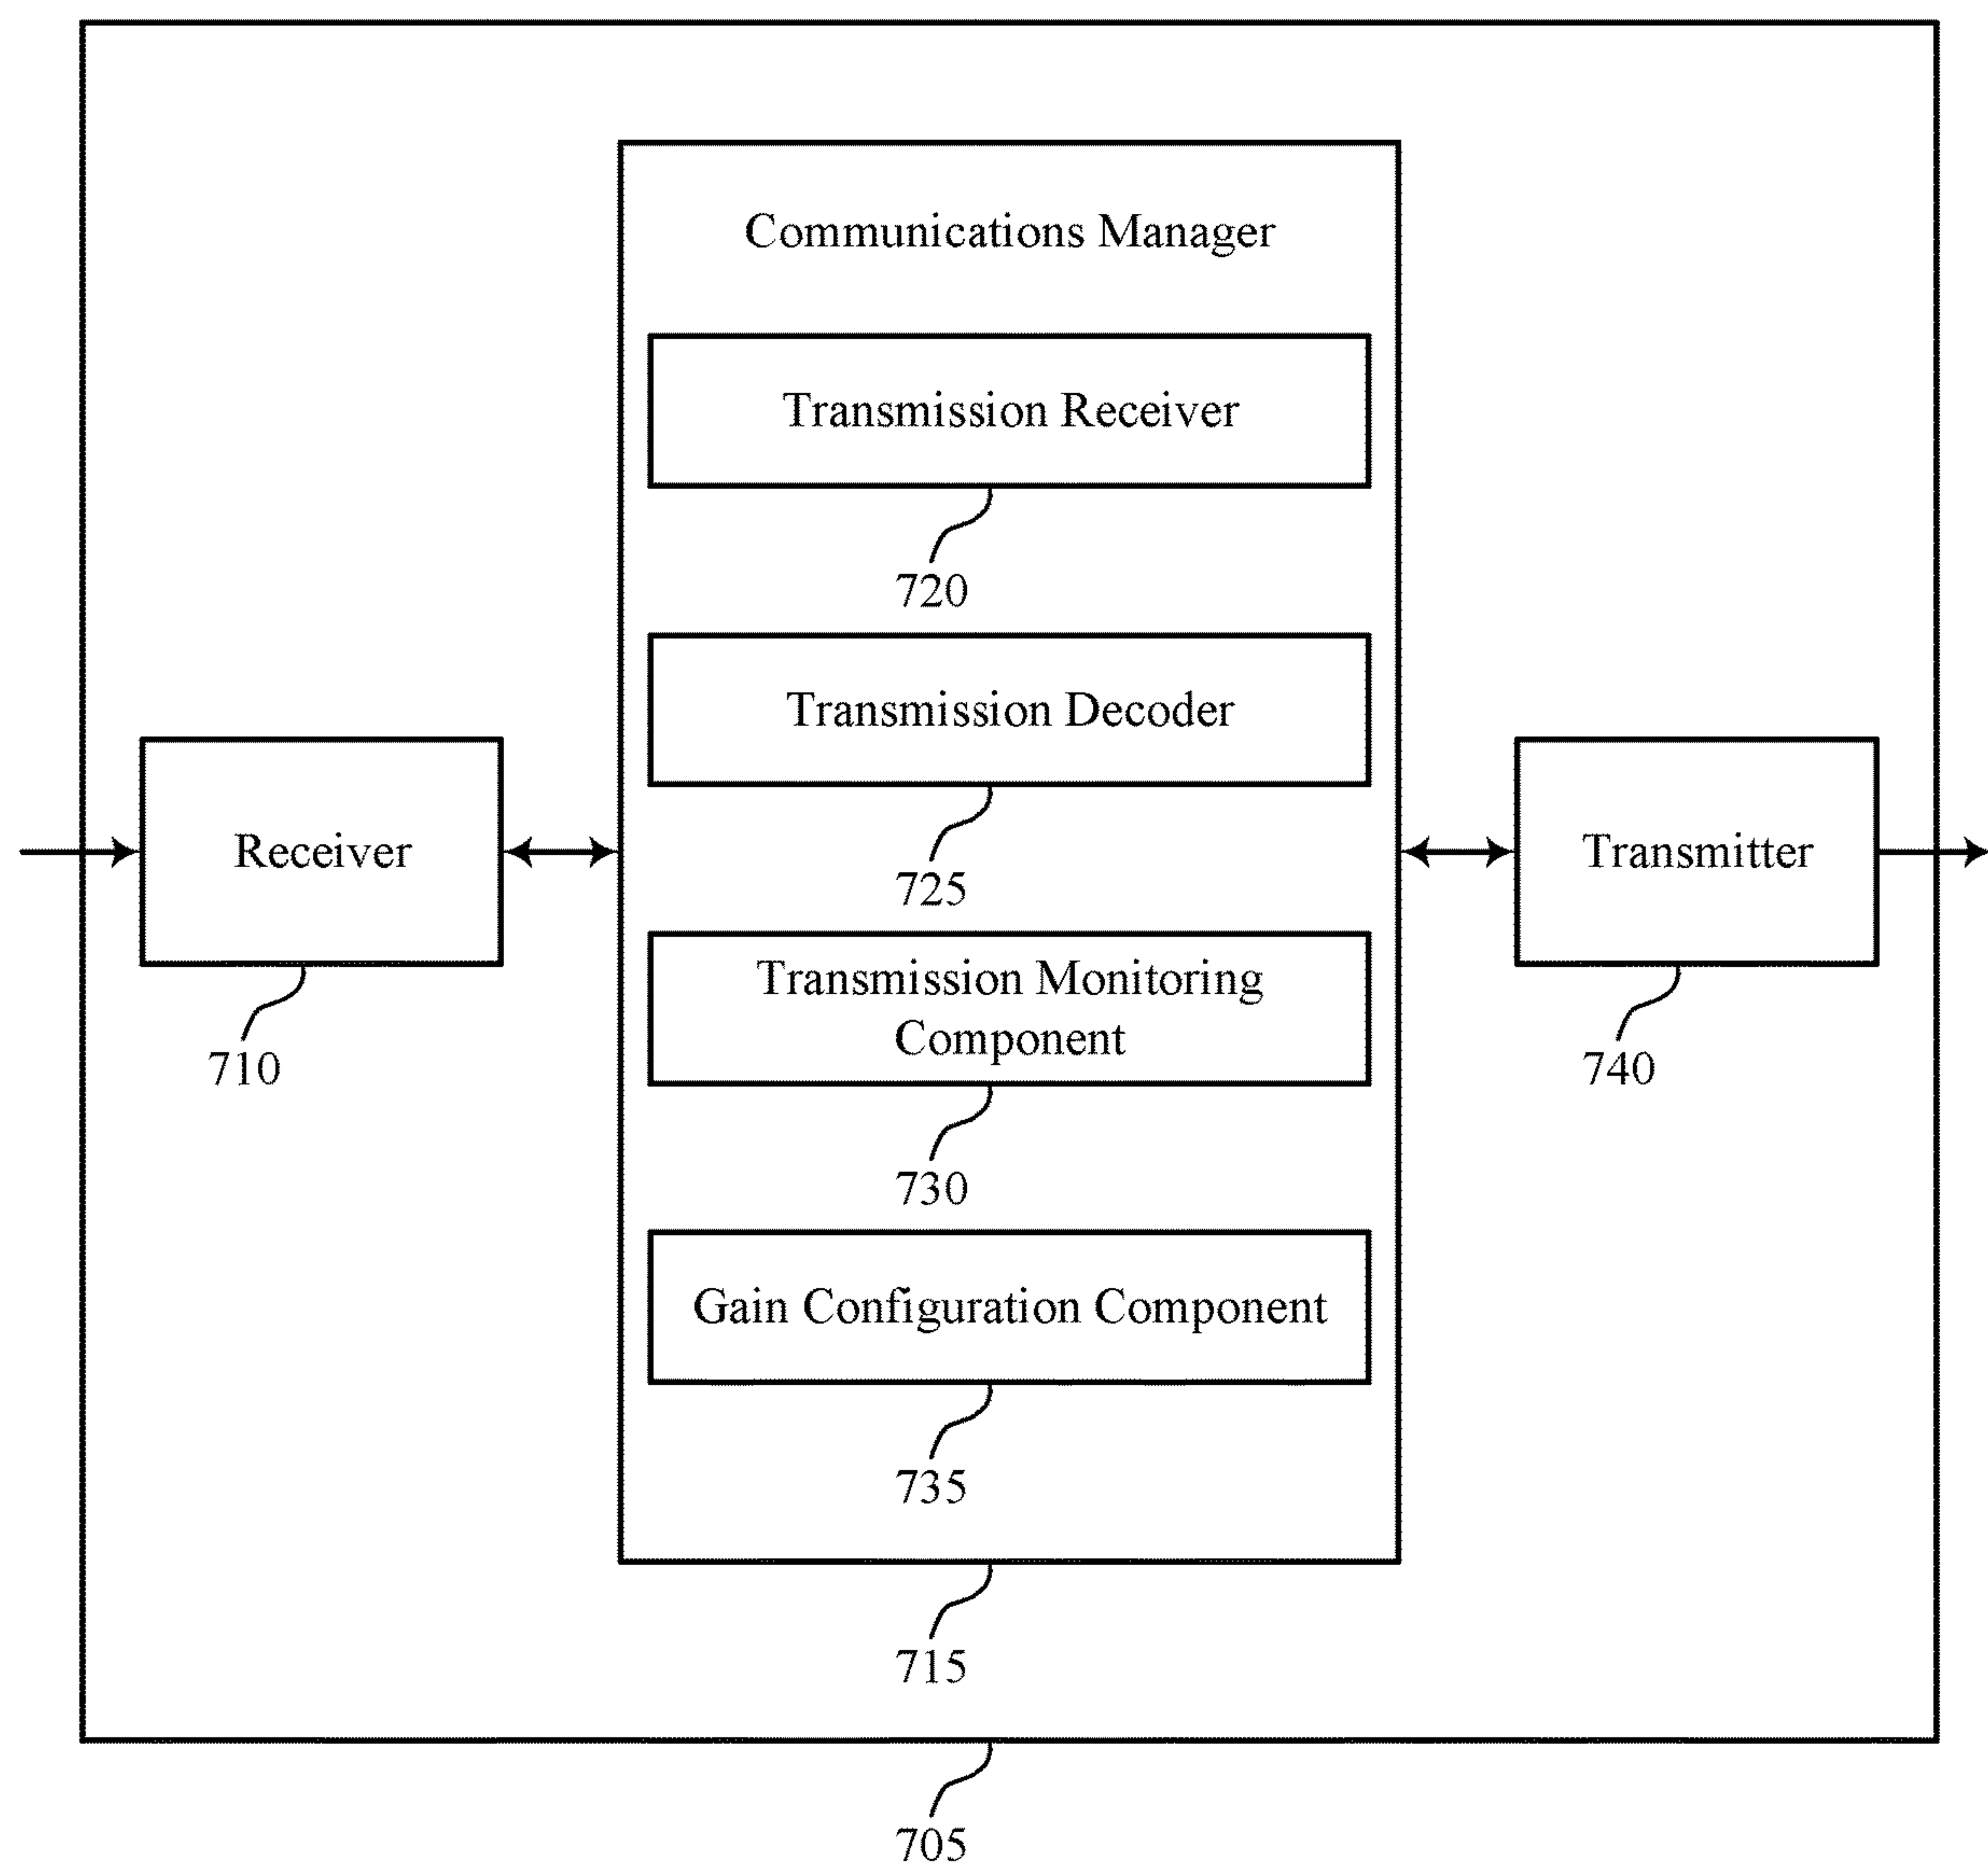 Communications Manager
Transmission Receiver
720
Transmission Decoder
725
Receiver
710
Transmission Monitoring
Component
730
Gain Configuration Component
735
715
Transmitter
740
705